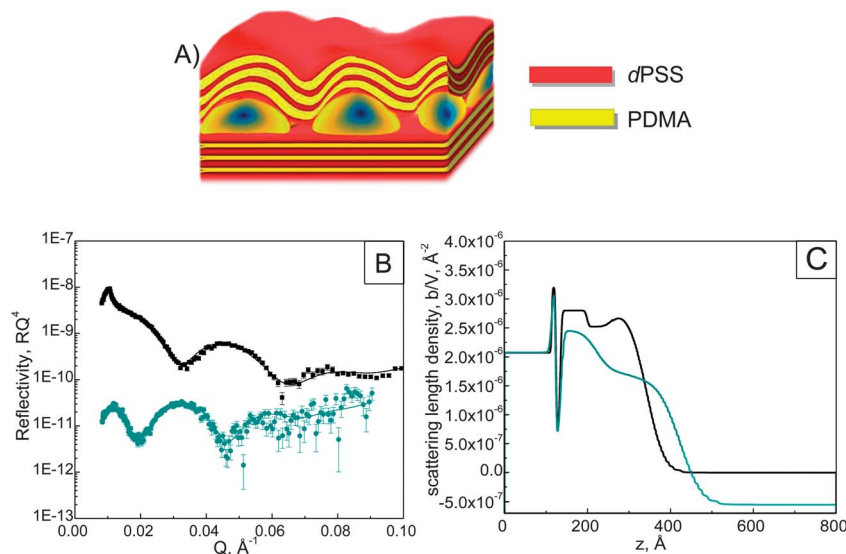 A)
dPSS
PDMA
B
Reflectivity, RQ⁴
1E-7
1E-8
1E-9
1E-10
1E-11
1E-12
1E-13
0.00 0.02 0.04 0.06 0.08 0.10
Q, Å⁻¹
C
scattering length density, b/V, Å⁻²
4.0x10⁻⁶
3.5x10⁻⁶
3.0x10⁻⁶
2.5x10⁻⁶
2.0x10⁻⁶
1.5x10⁻⁶
1.0x10⁻⁶
5.0x10⁻⁷
0.0
-5.0x10⁻⁷
0 200 400 600 800
z, Å